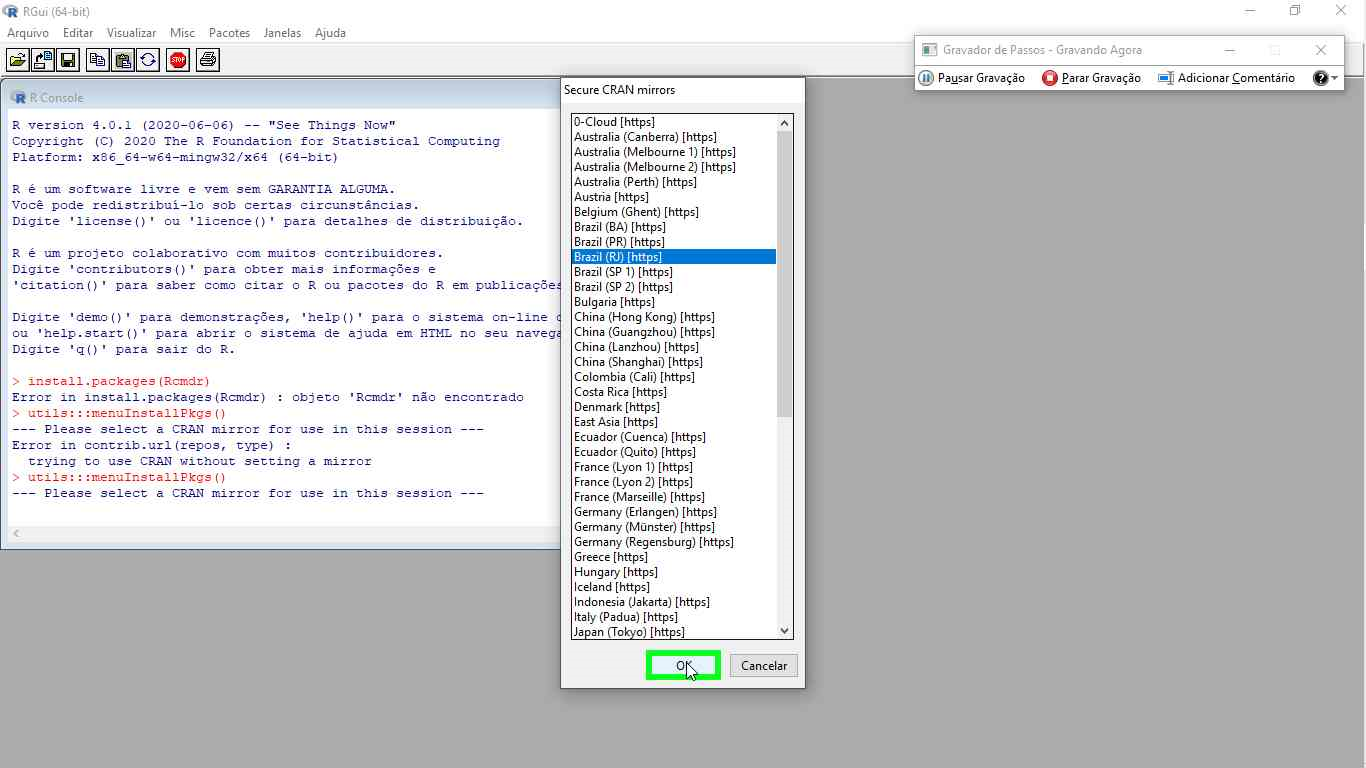 RGui (64-bit)
Arquivo Editar Visualizar Misc Pacotes Janelas Ajuda
STOP
Gravador de Passos - Gravando Agora
Pausar Gravação Parar Gravação Adicionar Comentário ?
R Console
R version 4.0.1 (2020-06-06) -- "See Things Now"
Copyright (C) 2020 The R Foundation for Statistical Computing
Platform: x86_64-w64-mingw32/x64 (64-bit)
R é um software livre e vem sem GARANTIA ALGUMA.
Você pode redistribuí-lo sob certas circunstâncias.
Digite 'license()' ou 'licence()' para detalhes de distribuição.
R é um projeto colaborativo com muitos contribuidores.
Digite 'contributors()' para obter mais informações e
'citation()' para saber como citar o R ou pacotes do R em publicações
Digite 'demo()' para demonstrações, 'help()' para o sistema on-line
ou 'help.start()' para abrir o sistema de ajuda em HTML no seu navega
Digite 'q()' para sair do R.
> install.packages(Rcmdr)
Error in install.packages(Rcmdr) : objeto 'Rcmdr' não encontrado
> utils:::menuInstallPkgs()
--- Please select a CRAN mirror for use in this session ---
Error in contrib.url(repos, type) :
trying to use CRAN without setting a mirror
> utils:::menuInstallPkgs()
--- Please select a CRAN mirror for use in this session ---
Secure CRAN mirrors
0-Cloud [https]
Australia (Canberra) [https]
Australia (Melbourne 1) [https]
Australia (Melbourne 2) [https]
Australia (Perth) [https]
Austria [https]
Belgium (Ghent) [https]
Brazil (BA) [https]
Brazil (PR) [https]
Brazil (RJ) [https]
Brazil (SP 1) [https]
Brazil (SP 2) [https]
Bulgaria [https]
China (Hong Kong) [https]
China (Guangzhou) [https]
China (Lanzhou) [https]
China (Shanghai) [https]
Colombia (Cali) [https]
Costa Rica [https]
Denmark [https]
East Asia [https]
Ecuador (Cuenca) [https]
Ecuador (Quito) [https]
France (Lyon 1) [https]
France (Lyon 2) [https]
France (Marseille) [https]
Germany (Erlangen) [https]
Germany (Münster) [https]
Germany (Regensburg) [https]
Greece [https]
Hungary [https]
Iceland [https]
Indonesia (Jakarta) [https]
Italy (Padua) [https]
Japan (Tokyo) [https]
OK Cancelar